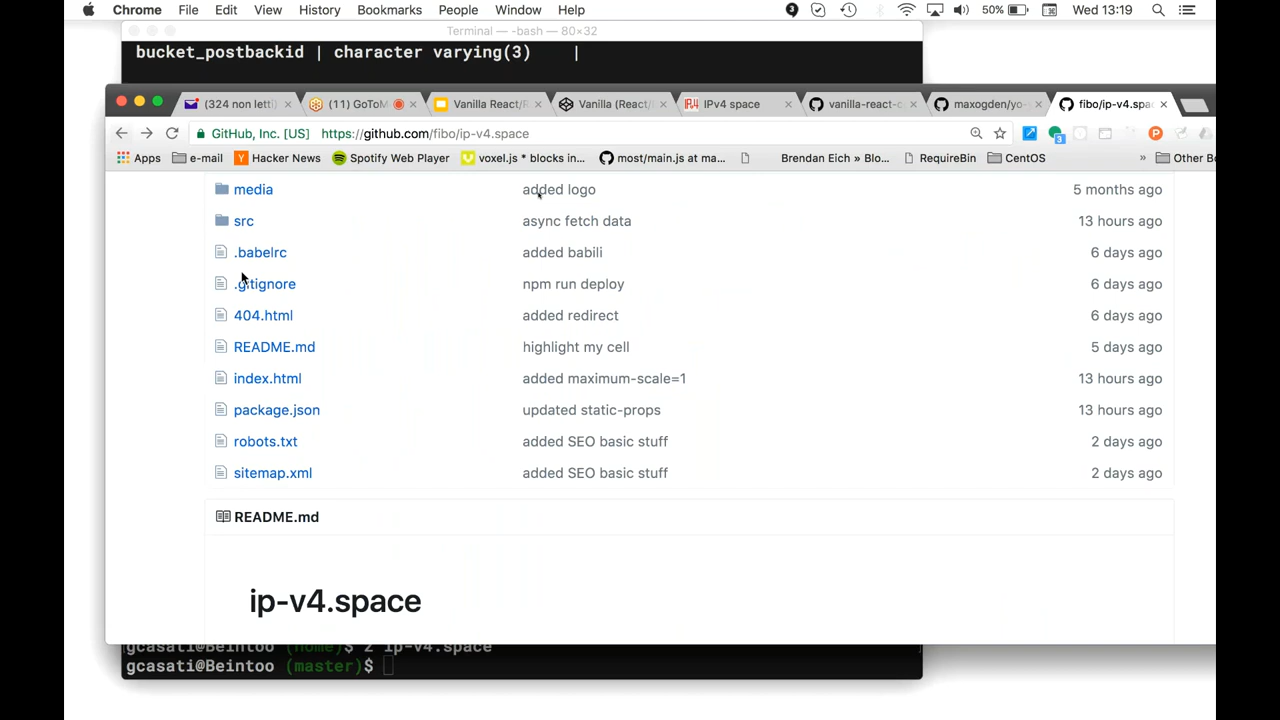 Chrome File Edit View History Bookmarks People Window Help 3 50% Wed 13:19
Terminal — -bash — 80×32
bucket_postbackid | character varying(3) |
(324 non letti) (11) GoToM Vanilla React/R Vanilla (React/ IPv4 space vanilla-react-c maxogden/yo- fibo/ip-v4.spa
GitHub, Inc. [US] https://github.com/fibo/ip-v4.space 3
Apps e-mail Hacker News Spotify Web Player voxel.js * blocks in... most/main.js at ma... Brendan Eich » Blo... RequireBin CentOS » Other B
media added logo 5 months ago
src async fetch data 13 hours ago
.babelrc added babili 6 days ago
.gitignore npm run deploy 6 days ago
404.html added redirect 6 days ago
README.md highlight my cell 5 days ago
index.html added maximum-scale=1 13 hours ago
package.json updated static-props 13 hours ago
robots.txt added SEO basic stuff 2 days ago
sitemap.xml added SEO basic stuff 2 days ago
README.md
ip-v4.space
gcasati@Beintoo (home)$ 2 ip-v4.space
gcasati@Beintoo (master)$